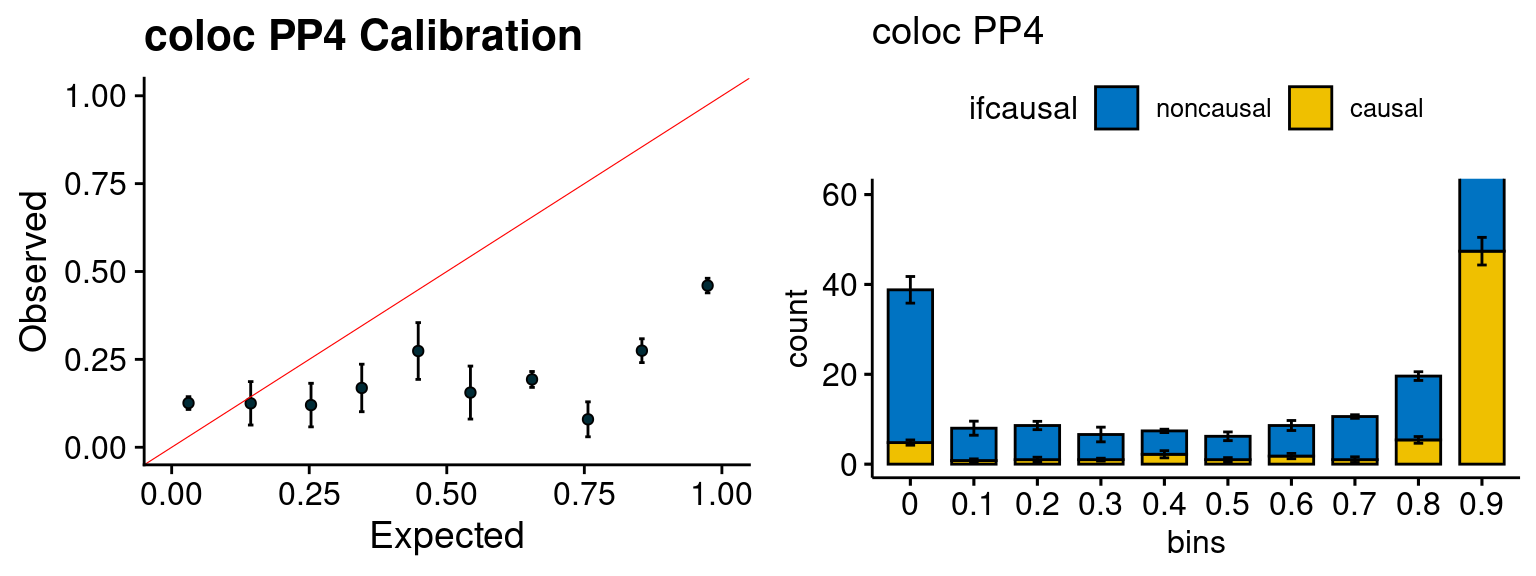 coloc PP4 Calibration
1.00
0.75
0.50
0.25
0.00
Observed
0.00 0.25 0.50 0.75 1.00
Expected
coloc PP4
ifcausal noncausal causal
60
40
20
0
count
0 0.1 0.2 0.3 0.4 0.5 0.6 0.7 0.8 0.9
bins